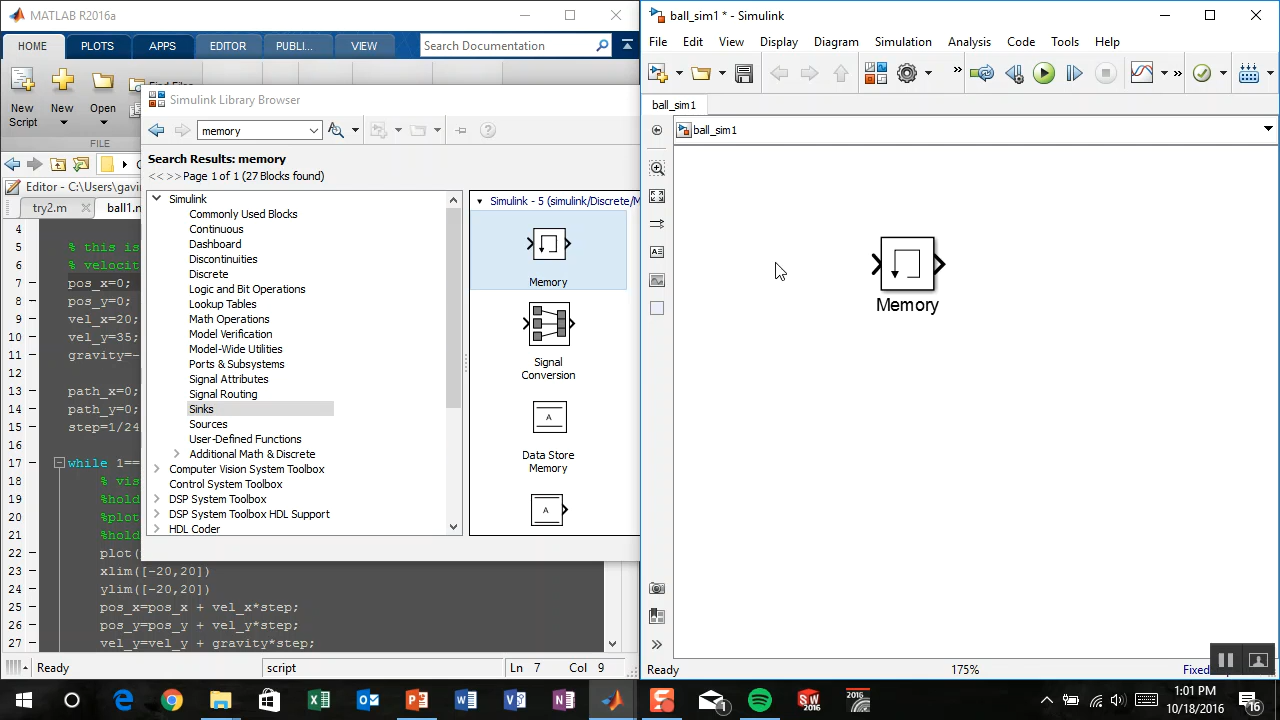 MATLAB R2016a
HOME PLOTS APPS EDITOR PUBLI... VIEW
Search Documentation
New Script
New
Open
FILE
Editor - C:\Users\gavi
try2.m
ball1.m
4
5 % this is
6 % velocit
7 pos_x=0;
8 pos_y=0;
9 vel_x=20;
10 vel_y=35;
11 gravity=-
12
13 path_x=0;
14 path_y=0;
15 step=1/24
16
17 while 1==
18 % vis
19 %hold
20 %plot
21 %hold
22 plot(
23 xlim([-20,20])
24 ylim([-20,20])
25 pos_x=pos_x + vel_x*step;
26 pos_y=pos_y + vel_y*step;
27 vel_y=vel_y + gravity*step;
Ready script Ln 7 Col 9
Simulink Library Browser
memory
Search Results: memory
<<>>Page 1 of 1 (27 Blocks found)
Simulink
Commonly Used Blocks
Continuous
Dashboard
Discontinuities
Discrete
Logic and Bit Operations
Lookup Tables
Math Operations
Model Verification
Model-Wide Utilities
Ports & Subsystems
Signal Attributes
Signal Routing
Sinks
Sources
User-Defined Functions
Additional Math & Discrete
Computer Vision System Toolbox
Control System Toolbox
DSP System Toolbox
DSP System Toolbox HDL Support
HDL Coder
Simulink - 5 (simulink/Discrete/M
Memory
Signal
Conversion
A
Data Store
Memory
A
ball_sim1 * - Simulink
File Edit View Display Diagram Simulation Analysis Code Tools Help
ball_sim1
ball_sim1
Memory
Ready 175% Fixed
1:01 PM
10/18/2016